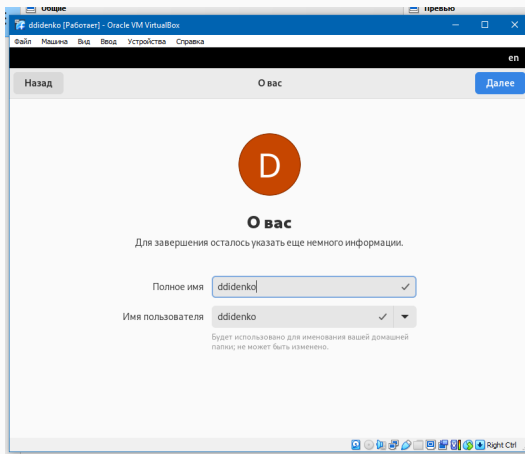 Общие
Превью
ddidenko [Работает] - Oracle VM VirtualBox
Файл Машина Вид Ввод Устройства Справка
en
Назад О вас Далее
D
О вас
Для завершения осталось указать еще немного информации.
Полное имя ddidenko
Имя пользователя ddidenko
Будет использовано для именования вашей домашней
папки; не может быть изменено.
Right Ctrl